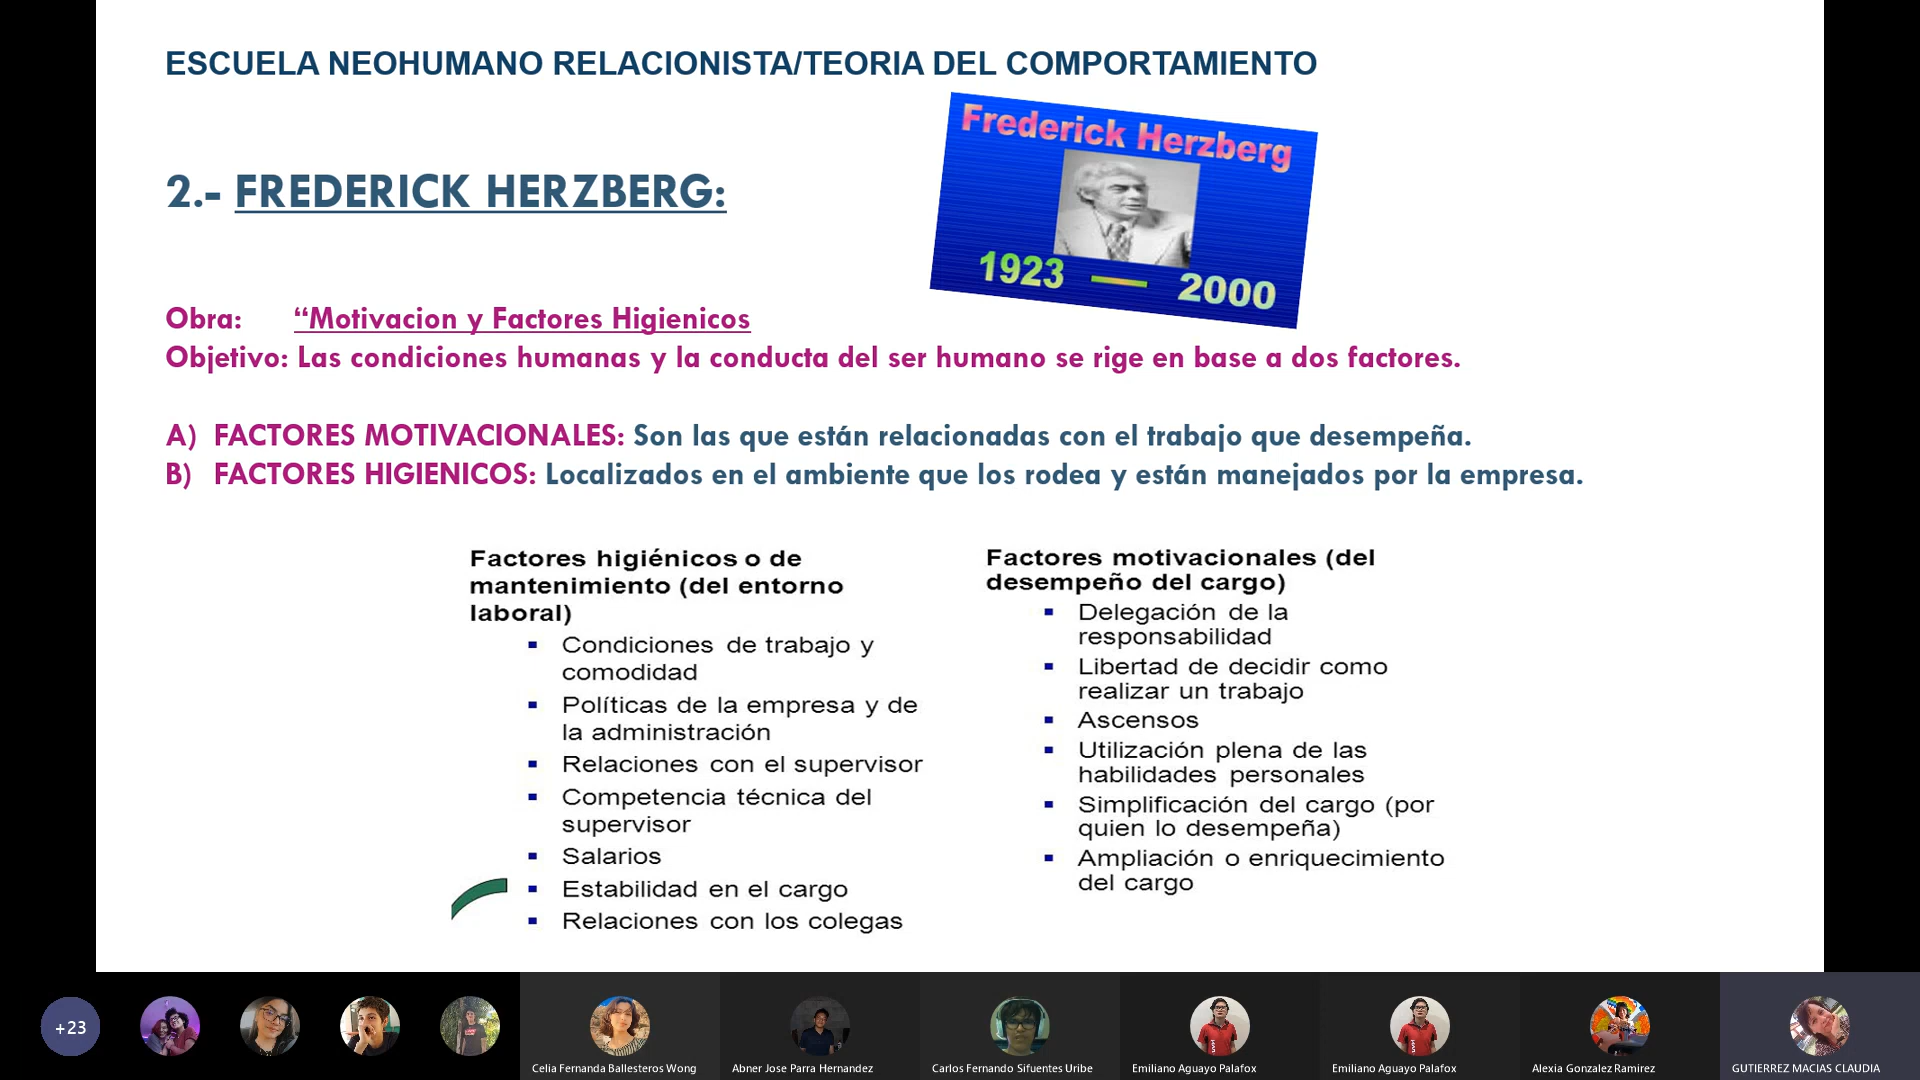 ESCUELA NEOHUMANO RELACIONISTA/TEORIA DEL COMPORTAMIENTO
Frederick Herzberg
1923 — 2000
2.- FREDERICK HERZBERG:
Obra: “Motivacion y Factores Higienicos
Objetivo: Las condiciones humanas y la conducta del ser humano se rige en base a dos factores.
A) FACTORES MOTIVACIONALES: Son las que están relacionadas con el trabajo que desempeña.
B) FACTORES HIGIENICOS: Localizados en el ambiente que los rodea y están manejados por la empresa.
Factores higiénicos o de
mantenimiento (del entorno
laboral)
▪ Condiciones de trabajo y
comodidad
▪ Políticas de la empresa y de
la administración
▪ Relaciones con el supervisor
▪ Competencia técnica del
supervisor
▪ Salarios
▪ Estabilidad en el cargo
▪ Relaciones con los colegas
Factores motivacionales (del
desempeño del cargo)
▪ Delegación de la
responsabilidad
▪ Libertad de decidir como
realizar un trabajo
▪ Ascensos
▪ Utilización plena de las
habilidades personales
▪ Simplificación del cargo (por
quien lo desempeña)
▪ Ampliación o enriquecimiento
del cargo
+23
Celia Fernanda Ballesteros Wong
Abner Jose Parra Hernandez
Carlos Fernando Sifuentes Uribe
Emiliano Aguayo Palafox
Emiliano Aguayo Palafox
Alexia Gonzalez Ramirez
GUTIERREZ MACIAS CLAUDIA